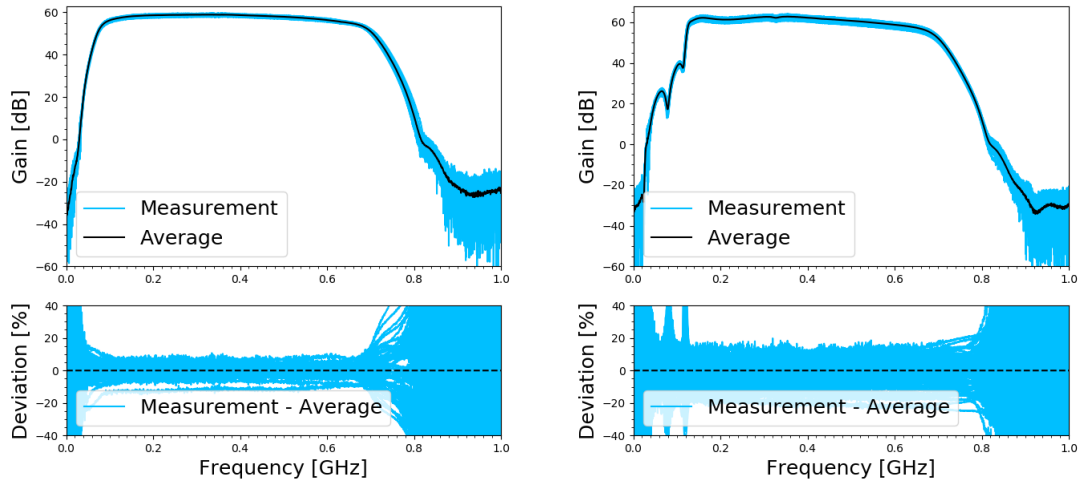 60
40
20
0
−20
−40
−60
Gain [dB]
Measurement
Average
0.0 0.2 0.4 0.6 0.8 1.0
40
20
0
−20
−40
Deviation [%]
Measurement - Average
0.0 0.2 0.4 0.6 0.8 1.0
Frequency [GHz]
60
40
20
0
−20
−40
−60
Gain [dB]
Measurement
Average
0.0 0.2 0.4 0.6 0.8 1.0
40
20
0
−20
−40
Deviation [%]
Measurement - Average
0.0 0.2 0.4 0.6 0.8 1.0
Frequency [GHz]